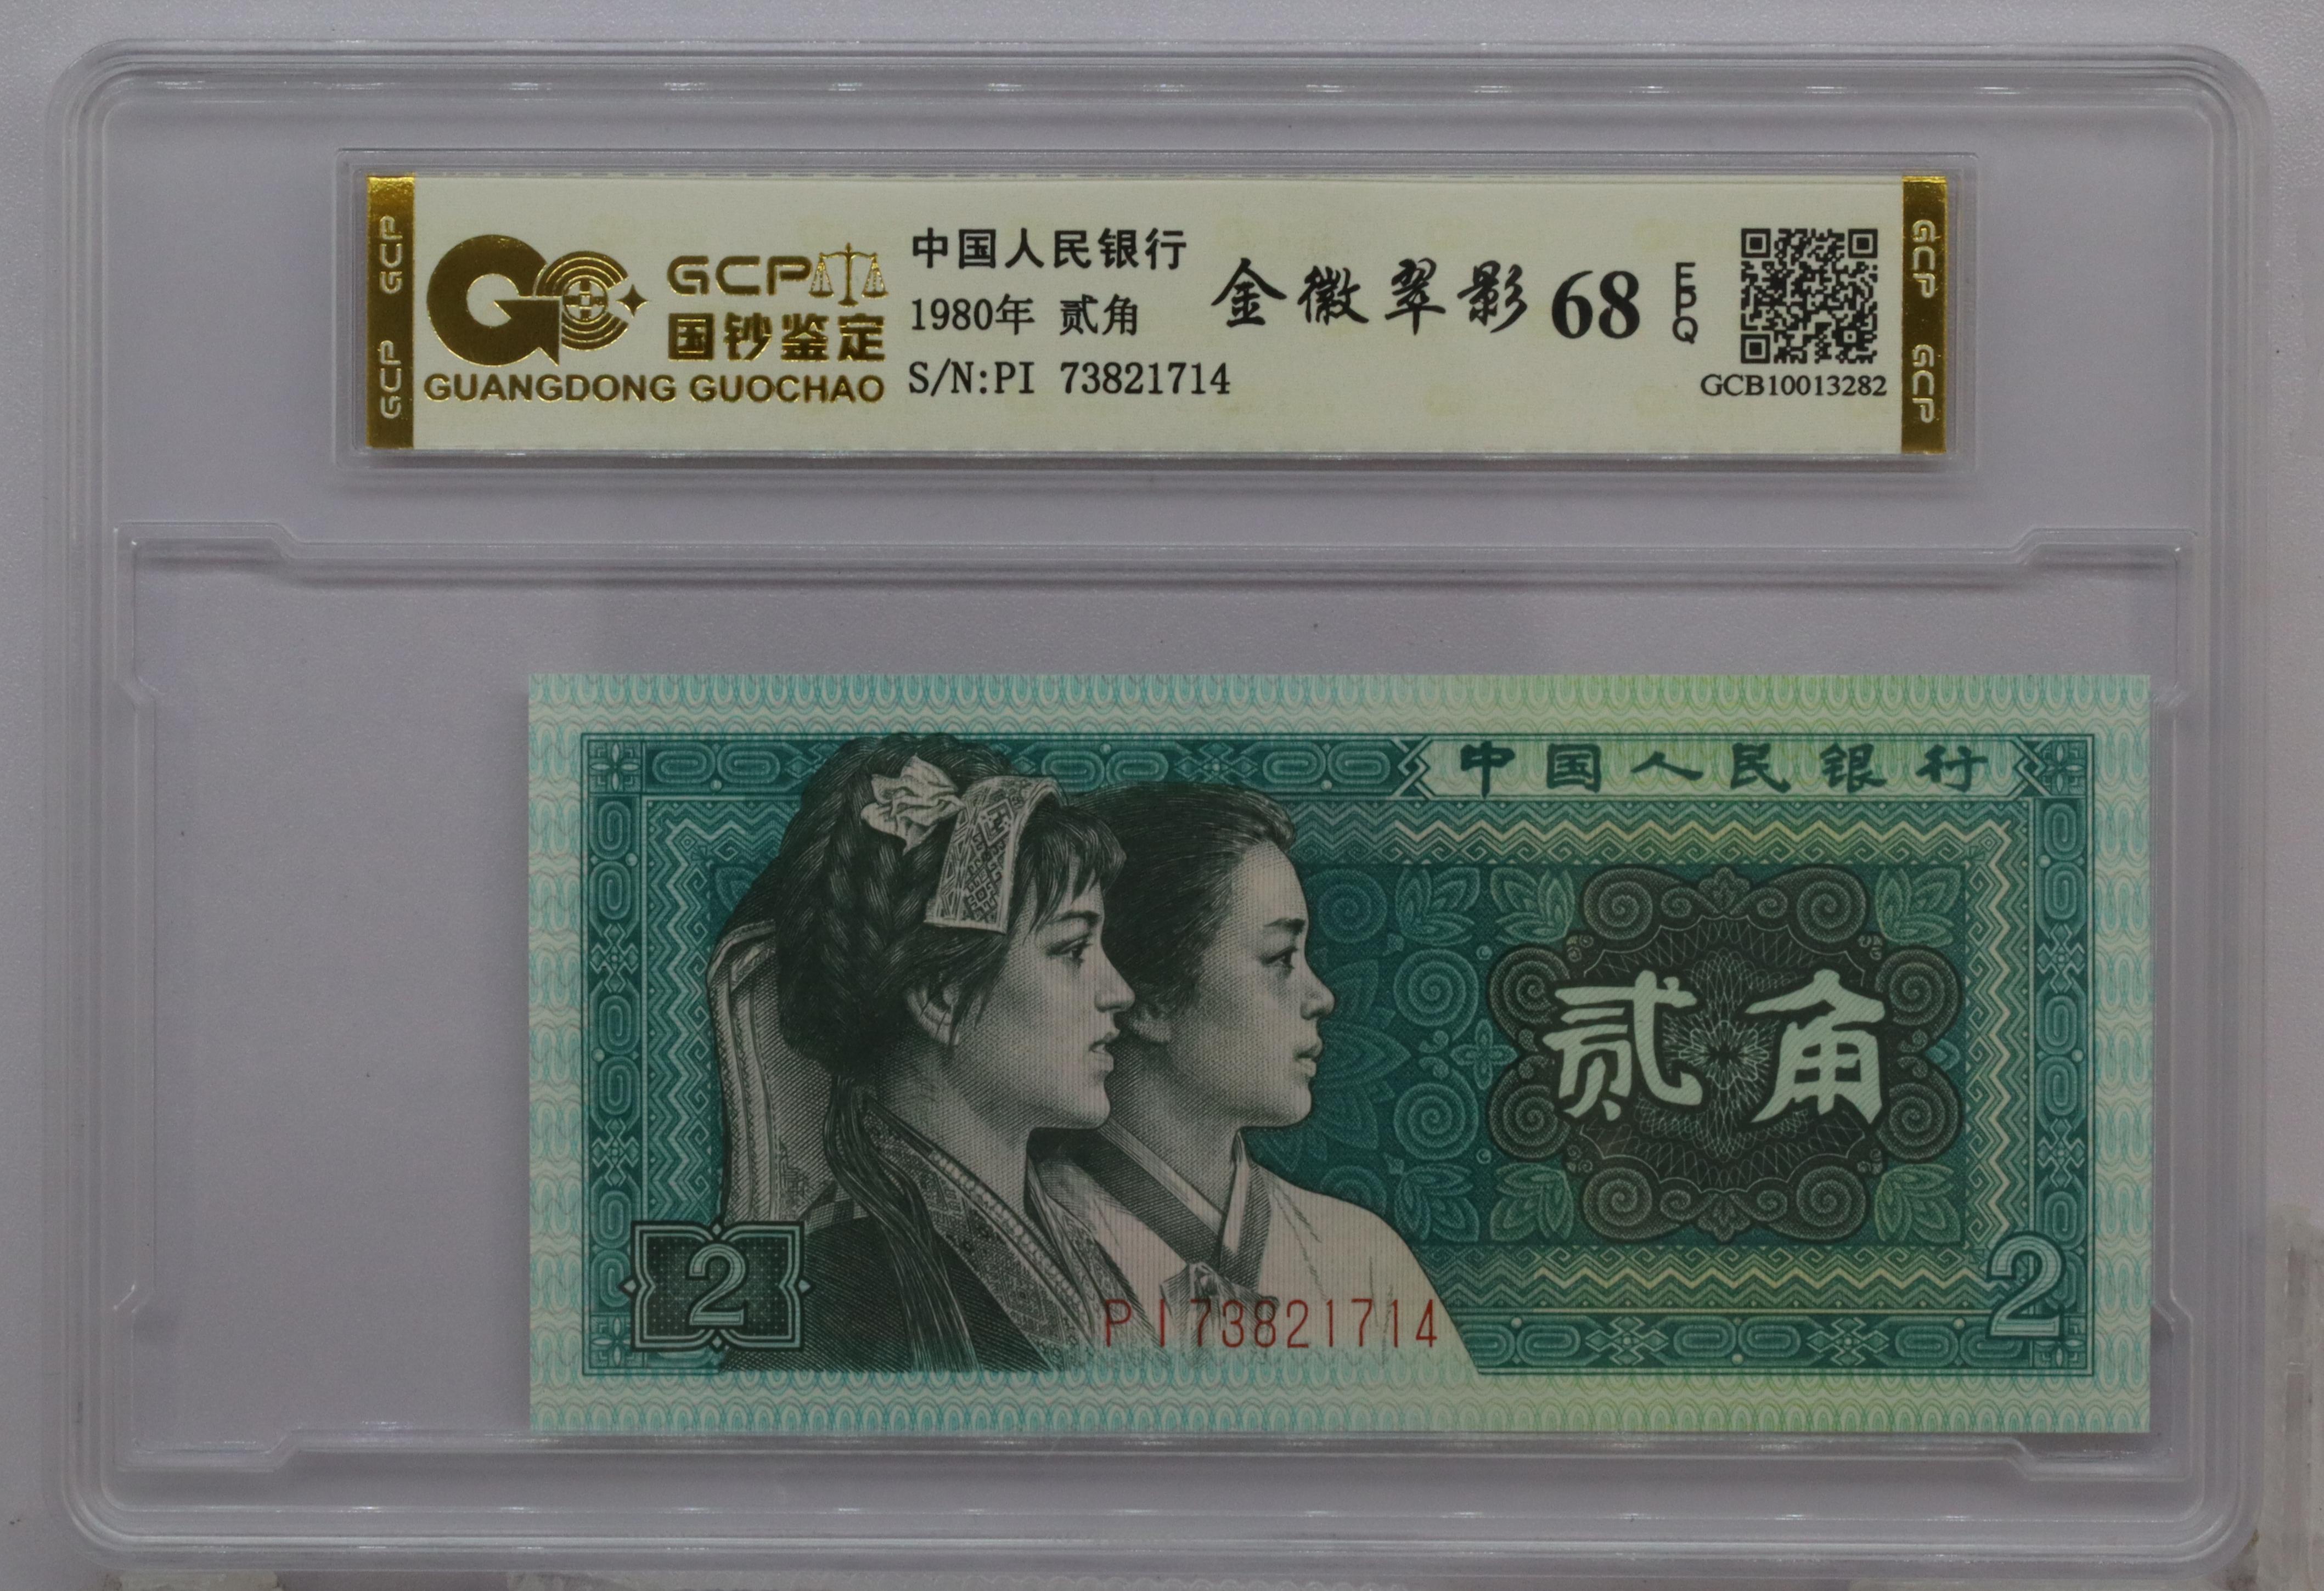 GCP GCP
GCP
国钞鉴定
GUANGDONG GUOCHAO
中国人民银行
1980年 贰角
S/N:PI 73821714
金徽翠影 68 EPQ
GCB10013282
GCP GCP
中国人民银行
贰角
2
PI73821714
2